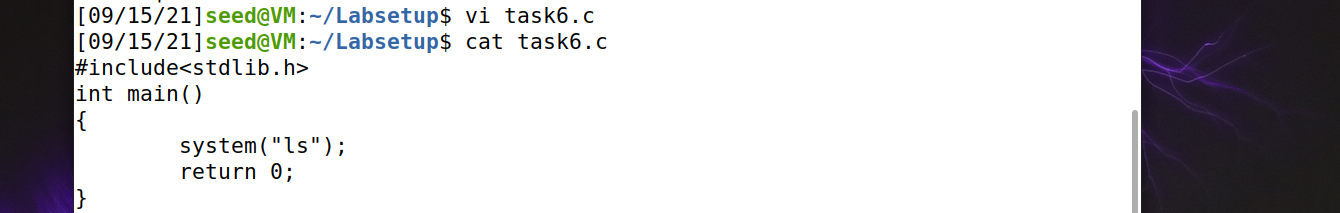 [09/15/21]seed@VM:~/Labsetup$ vi task6.c
[09/15/21]seed@VM:~/Labsetup$ cat task6.c
#include<stdlib.h>
int main()
{
        system("ls");
        return 0;
}